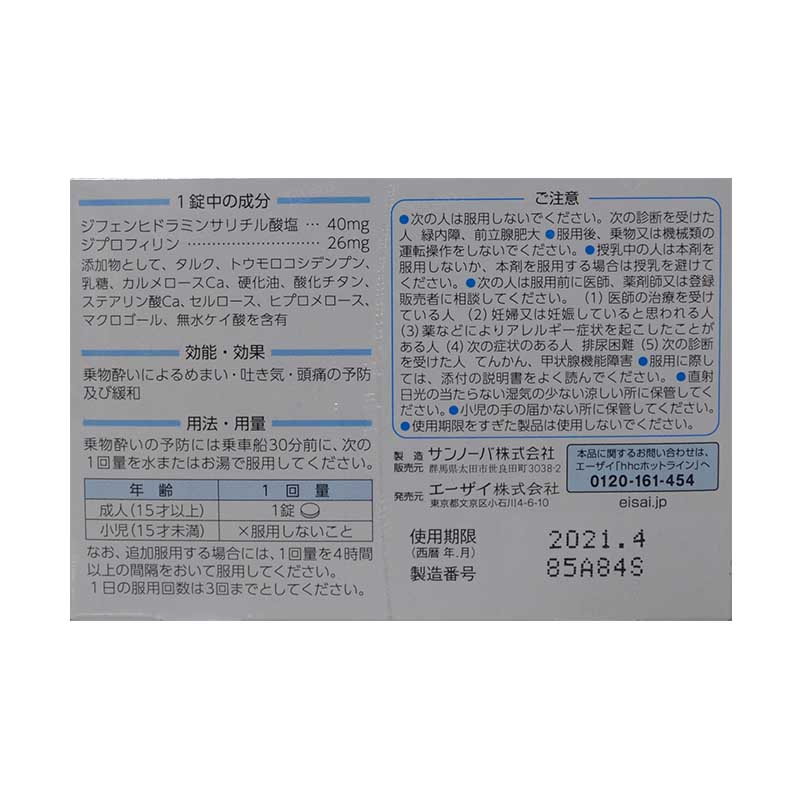 1錠中の成分
ジフェンヒドラミンサリチル酸塩 … 40mg
ジプロフィリン ……………………… 26mg
添加物として、タルク、トウモロコシデンプン、
乳糖、カルメロースCa、硬化油、酸化チタン、
ステアリン酸Ca、セルロース、ヒプロメロース、
マクロゴール、無水ケイ酸を含有
効能・効果
乗物酔いによるめまい・吐き気・頭痛の予防
及び緩和
用法・用量
乗物酔いの予防には乗車船30分前に、次の
1回量を水またはお湯で服用してください。
年齢 1回量
成人(15才以上) 1錠
小児(15才未満) ×服用しないこと
なお、追加服用する場合には、1回量を4時間
以上の間隔をおいて服用してください。
1日の服用回数は3回までとしてください。
ご注意
●次の人は服用しないでください。次の診断を受けた
人 緑内障、前立腺肥大 ●服用後、乗物又は機械類の
運転操作をしないでください。●授乳中の人は本剤を
服用しないか、本剤を服用する場合は授乳を避けて
ください。●次の人は服用前に医師、薬剤師又は登録
販売者に相談してください。(1)医師の治療を受け
ている人 (2)妊婦又は妊娠していると思われる人
(3)薬などによりアレルギー症状を起こしたことが
ある人 (4)次の症状のある人 排尿困難 (5)次の診断
を受けた人 てんかん、甲状腺機能障害 ●服用に際し
ては、添付の説明書をよく読んでください。●直射
日光の当たらない湿気の少ない涼しい所に保管してく
ださい。●小児の手の届かない所に保管してください。
●使用期限をすぎた製品は使用しないでください。
製造
販売元 サンノーバ株式会社
群馬県太田市世良田町3038-2
発売元 エーザイ株式会社
東京都文京区小石川4-6-10
本品に関するお問い合わせは、
エーザイ「hhcホットライン」へ
0120-161-454
eisai.jp
使用期限 2021.4
(西暦 年.月)
製造番号 85A84S